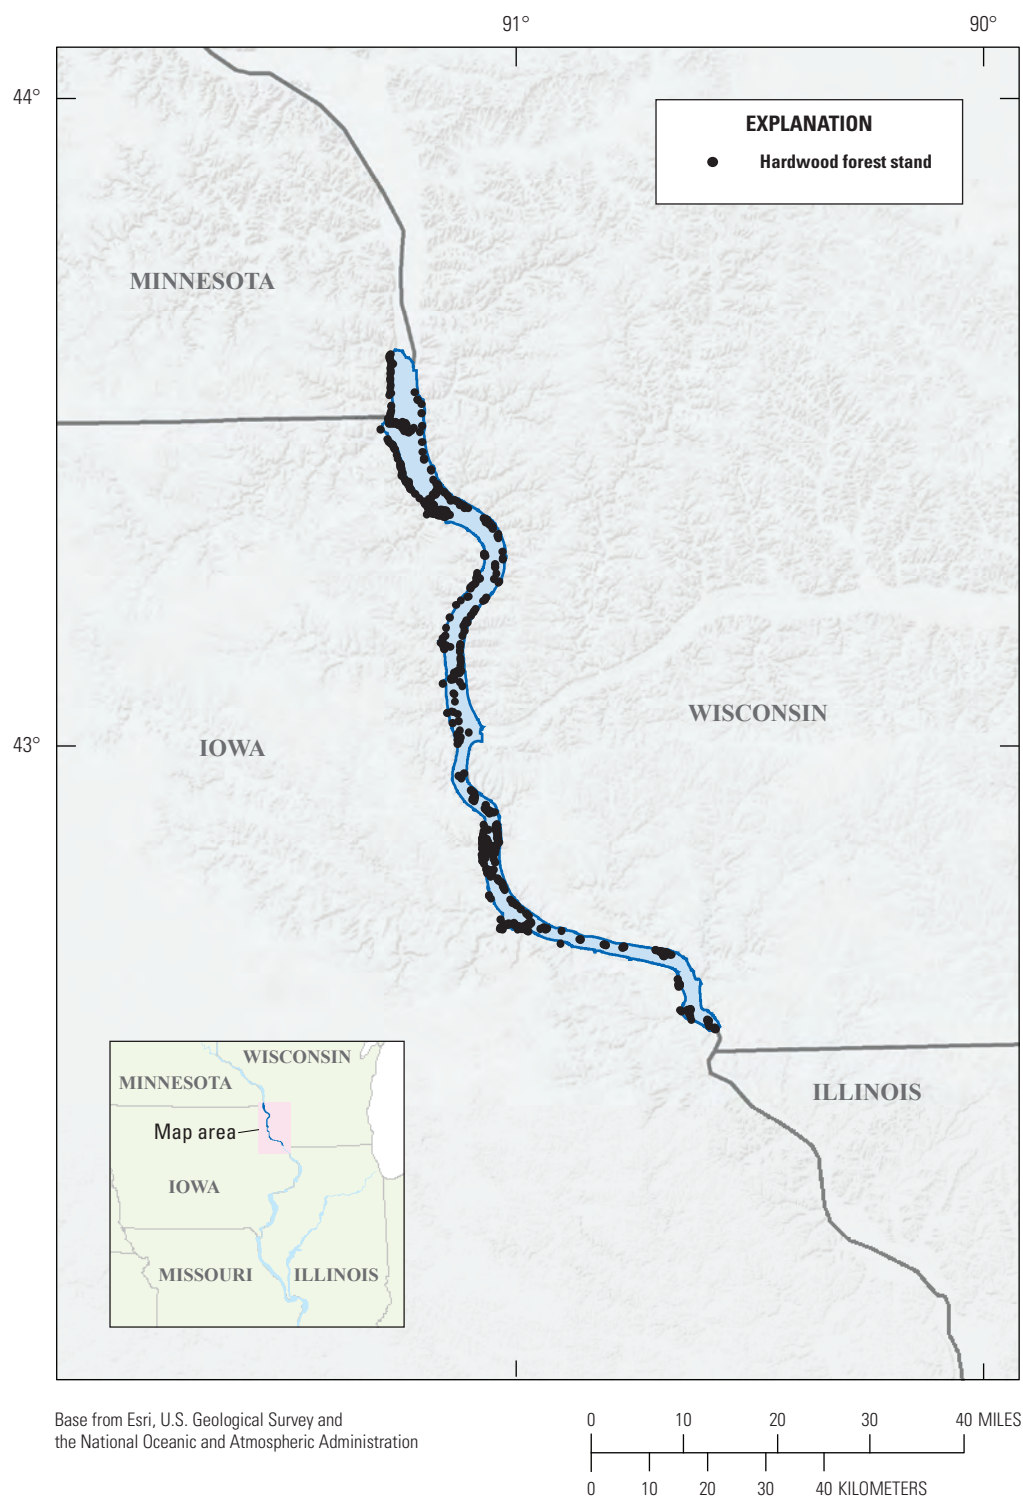 91°
90°
44°
EXPLANATION
Hardwood forest stand
MINNESOTA
WISCONSIN
43°
IOWA
ILLINOIS
WISCONSIN
MINNESOTA
Map area
IOWA
MISSOURI
ILLINOIS
Base from Esri, U.S. Geological Survey and
the National Oceanic and Atmospheric Administration
0 10 20 30 40 MILES
0 10 20 30 40 KILOMETERS